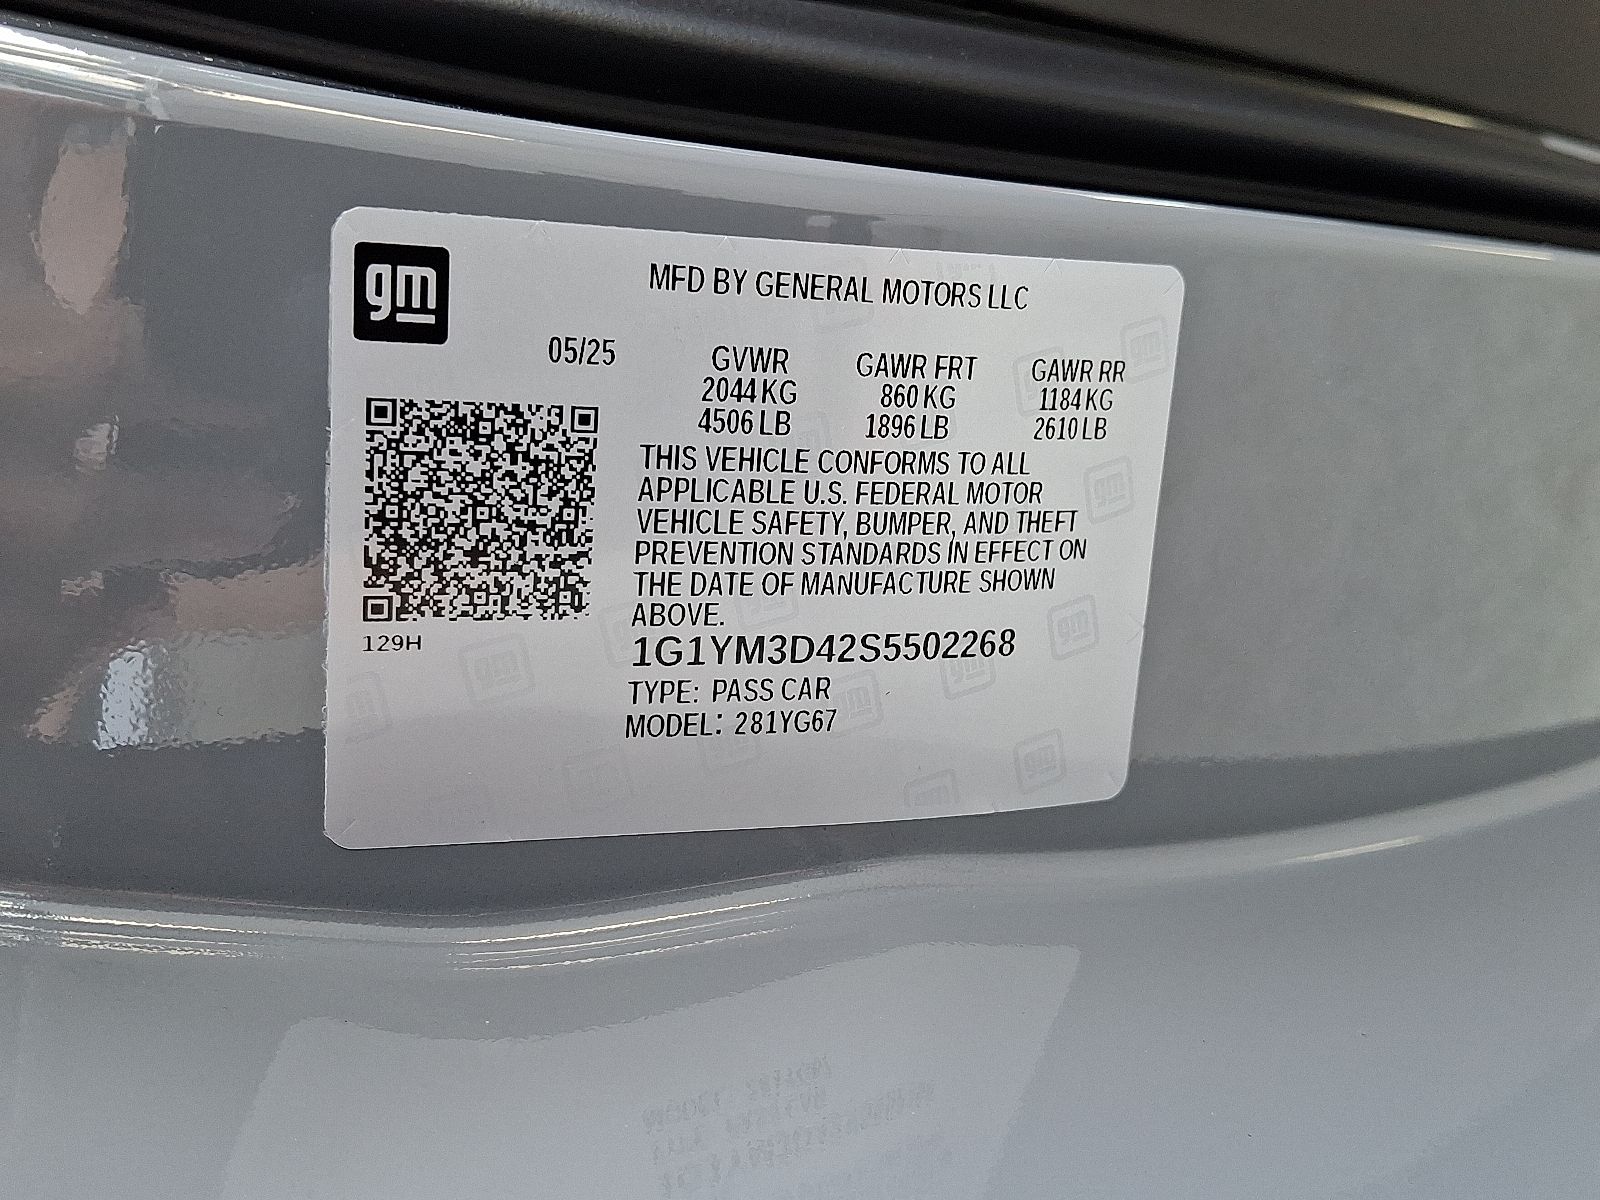 gm
MFD BY GENERAL MOTORS LLC
05/25
GVWR GAWR FRT GAWR RR
2044 KG 860 KG 1184 KG
4506 LB 1896 LB 2610 LB
THIS VEHICLE CONFORMS TO ALL
APPLICABLE U.S. FEDERAL MOTOR
VEHICLE SAFETY, BUMPER, AND THEFT
PREVENTION STANDARDS IN EFFECT ON
THE DATE OF MANUFACTURE SHOWN
ABOVE.
129H
1G1YM3D42S5502268
TYPE: PASS CAR
MODEL: 281YG67